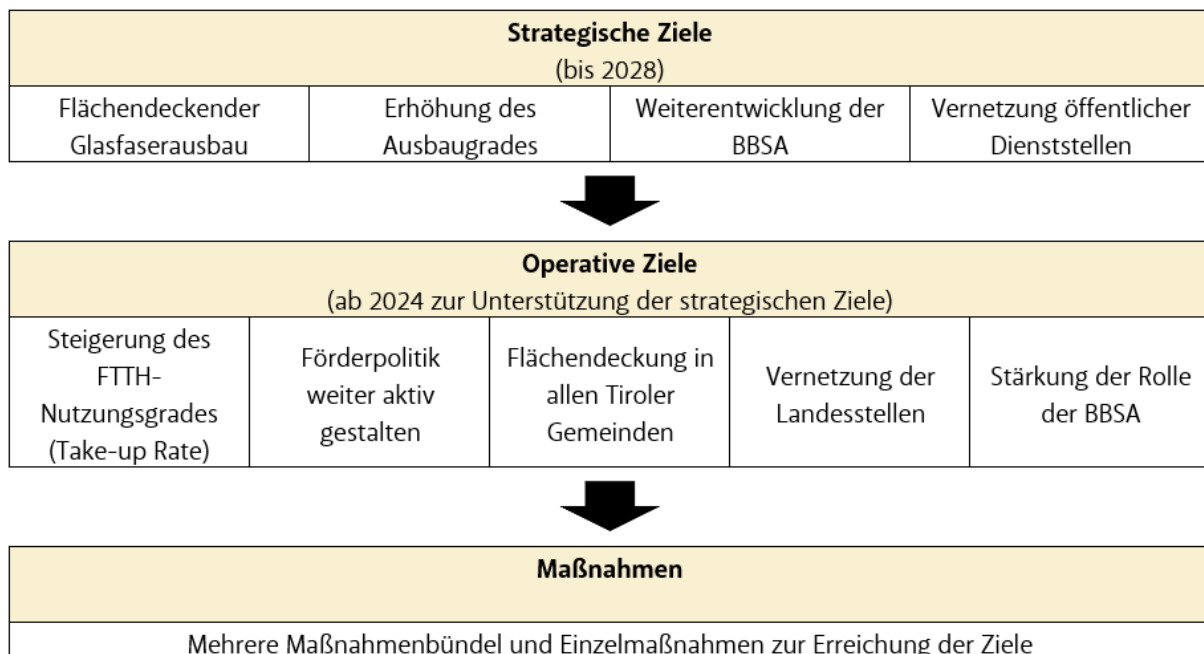 Strategische Ziele
(bis 2028)
Flächendeckender
Glasfaserausbau
Erhöhung des
Ausbaugrades
Weiterentwicklung der
BBSA
Vernetzung öffentlicher
Dienststellen
Operative Ziele
(ab 2024 zur Unterstützung der strategischen Ziele)
Steigerung des
FTTH-
Nutzungsgrades
(Take-up Rate)
Förderpolitik
weiter aktiv
gestalten
Flächendeckung in
allen Tiroler
Gemeinden
Vernetzung der
Landesstellen
Stärkung der Rolle
der BBSA
Maßnahmen
Mehrere Maßnahmenbündel und Einzelmaßnahmen zur Erreichung der Ziele